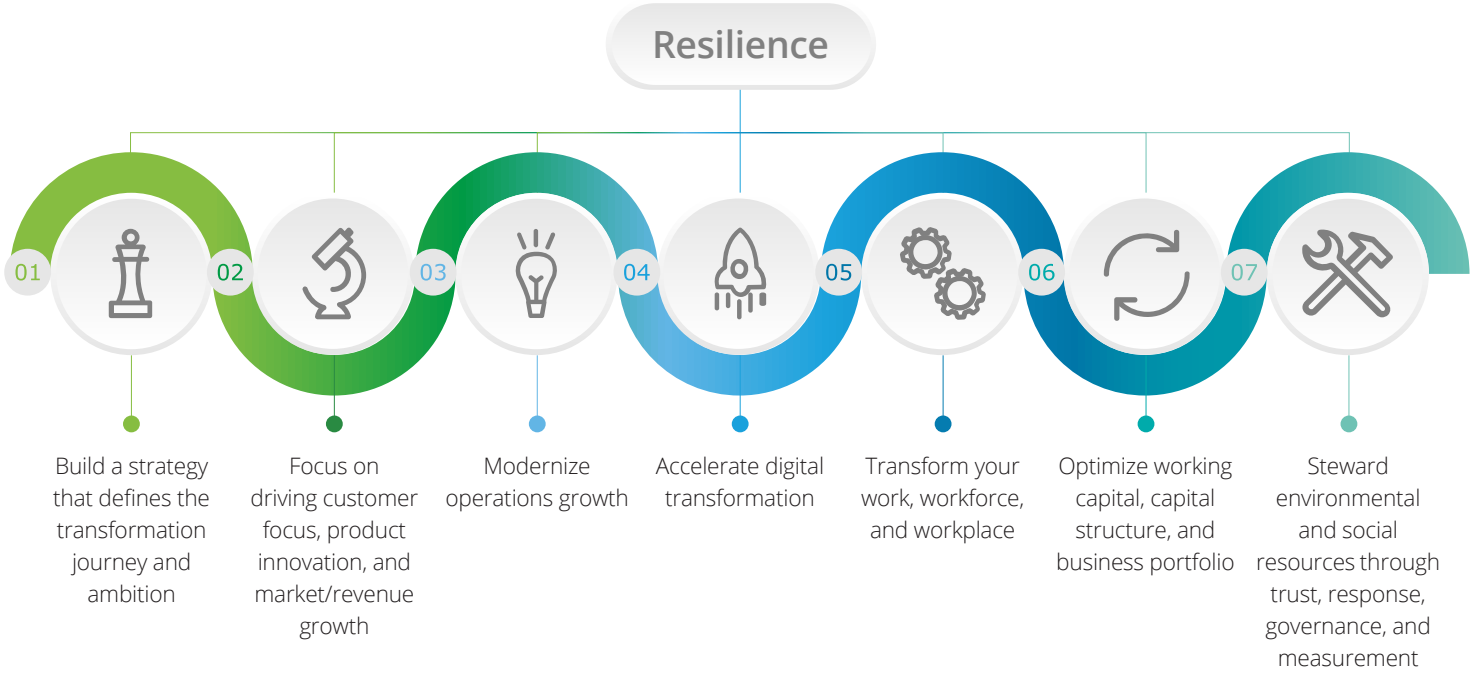 Resilience
01
02
03
04
05
06
07
Build a strategy
that defines the
transformation
journey and
ambition
Focus on
driving customer
focus, product
innovation, and
market/revenue
growth
Modernize
operations growth
Accelerate digital
transformation
Transform your
work, workforce,
and workplace
Optimize working
capital, capital
structure, and
business portfolio
Steward
environmental
and social
resources through
trust, response,
governance, and
measurement